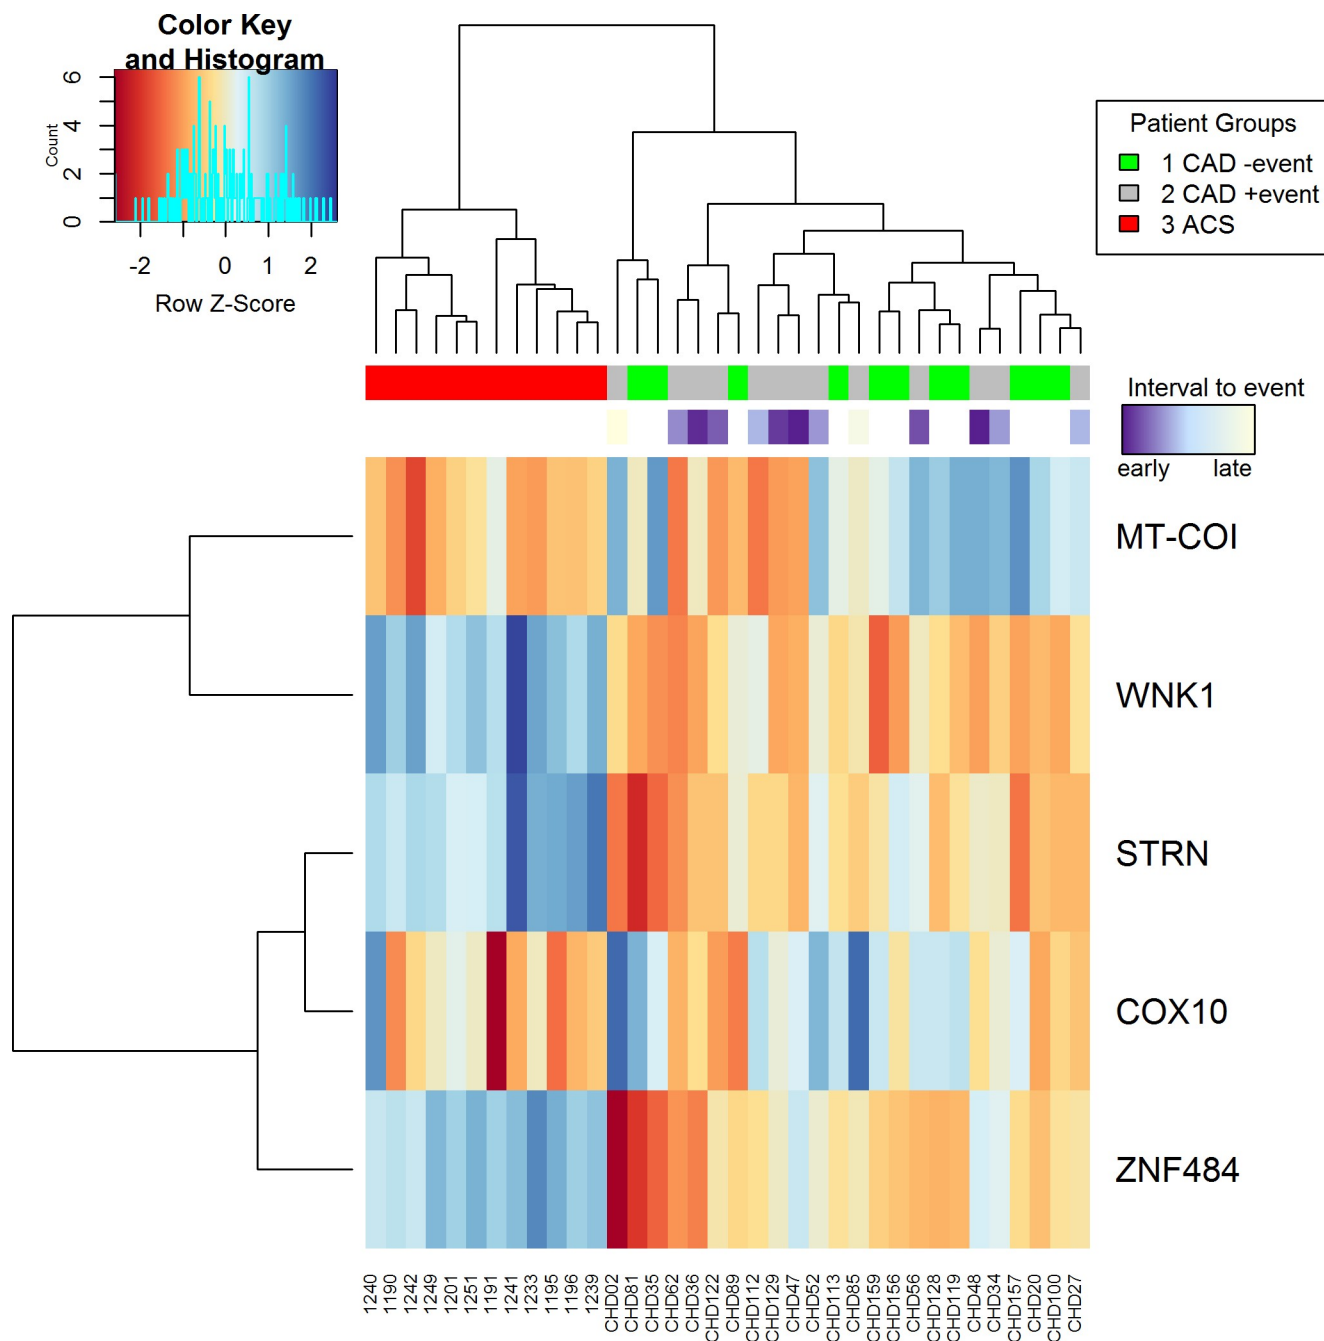 Color Key
and Histogram
6
4
2
0
Count
-2 0 1 2
Row Z-Score
Patient Groups
1 CAD -event
2 CAD +event
3 ACS
Interval to event
early late
MT-COI
WNK1
STRN
COX10
ZNF484
1240
1190
1242
1249
1201
1251
1191
1241
1233
1195
1196
1239
CHD02
CHD81
CHD35
CHD62
CHD36
CHD122
CHD89
CHD112
CHD129
CHD47
CHD52
CHD113
CHD85
CHD159
CHD156
CHD56
CHD128
CHD119
CHD48
CHD34
CHD157
CHD20
CHD100
CHD27